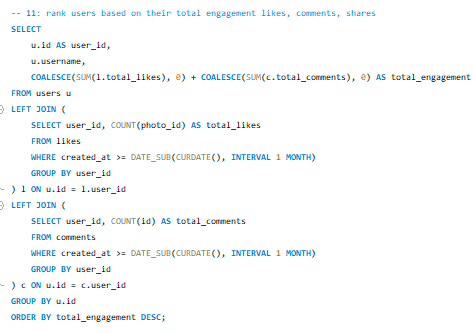 -- 11: rank users based on their total engagement likes, comments, shares
SELECT
    u.id AS user_id,
    u.username,
    COALESCE(SUM(l.total_likes), 0) + COALESCE(SUM(c.total_comments), 0) AS total_engagement
FROM users u
LEFT JOIN (
    SELECT user_id, COUNT(photo_id) AS total_likes
    FROM likes
    WHERE created_at >= DATE_SUB(CURDATE(), INTERVAL 1 MONTH)
    GROUP BY user_id
) l ON u.id = l.user_id
LEFT JOIN (
    SELECT user_id, COUNT(id) AS total_comments
    FROM comments
    WHERE created_at >= DATE_SUB(CURDATE(), INTERVAL 1 MONTH)
    GROUP BY user_id
) c ON u.id = c.user_id
GROUP BY u.id
ORDER BY total_engagement DESC;